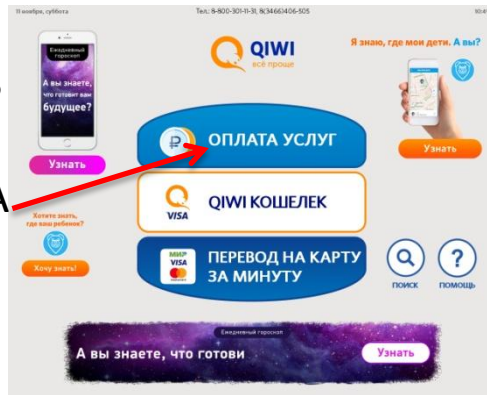 11 ноября, суббота
Тел.: 8-800-301-11-31, 8(3466)406-505
QIWI
всё проще
Ежедневный
гороскоп
А вы знаете,
что готовит вам
будущее?
Узнать
Я знаю, где мои дети. А вы?
Узнать
ОПЛАТА УСЛУГ
А
QIWI КОШЕЛЕК
VISA
Хотите знать,
где ваш ребенок?
Хочу знать!
МИР
VISA
ПЕРЕВОД НА КАРТУ
ЗА МИНУТУ
?
ПОИСК
ПОМОЩЬ
Ежедневный гороскоп
А вы знаете, что готови
Узнать